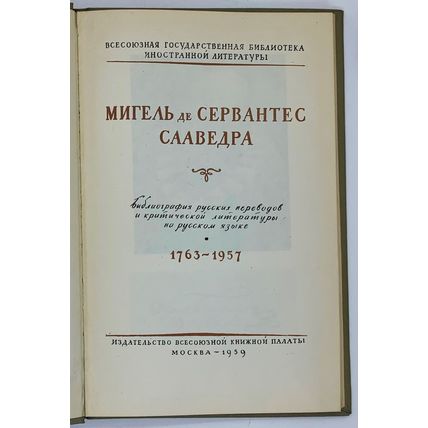 ВСЕСОЮЗНАЯ ГОСУДАРСТВЕННАЯ БИБЛИОТЕКА
ИНОСТРАННОЙ ЛИТЕРАТУРЫ
МИГЕЛЬ де СЕРВАНТЕС
СААВЕДРА
Библиография русских переводов
и критической литературы
на русском языке
1763-1957
ИЗДАТЕЛЬСТВО ВСЕСОЮЗНОЙ КНИЖНОЙ ПАЛАТЫ
МОСКВА - 1959